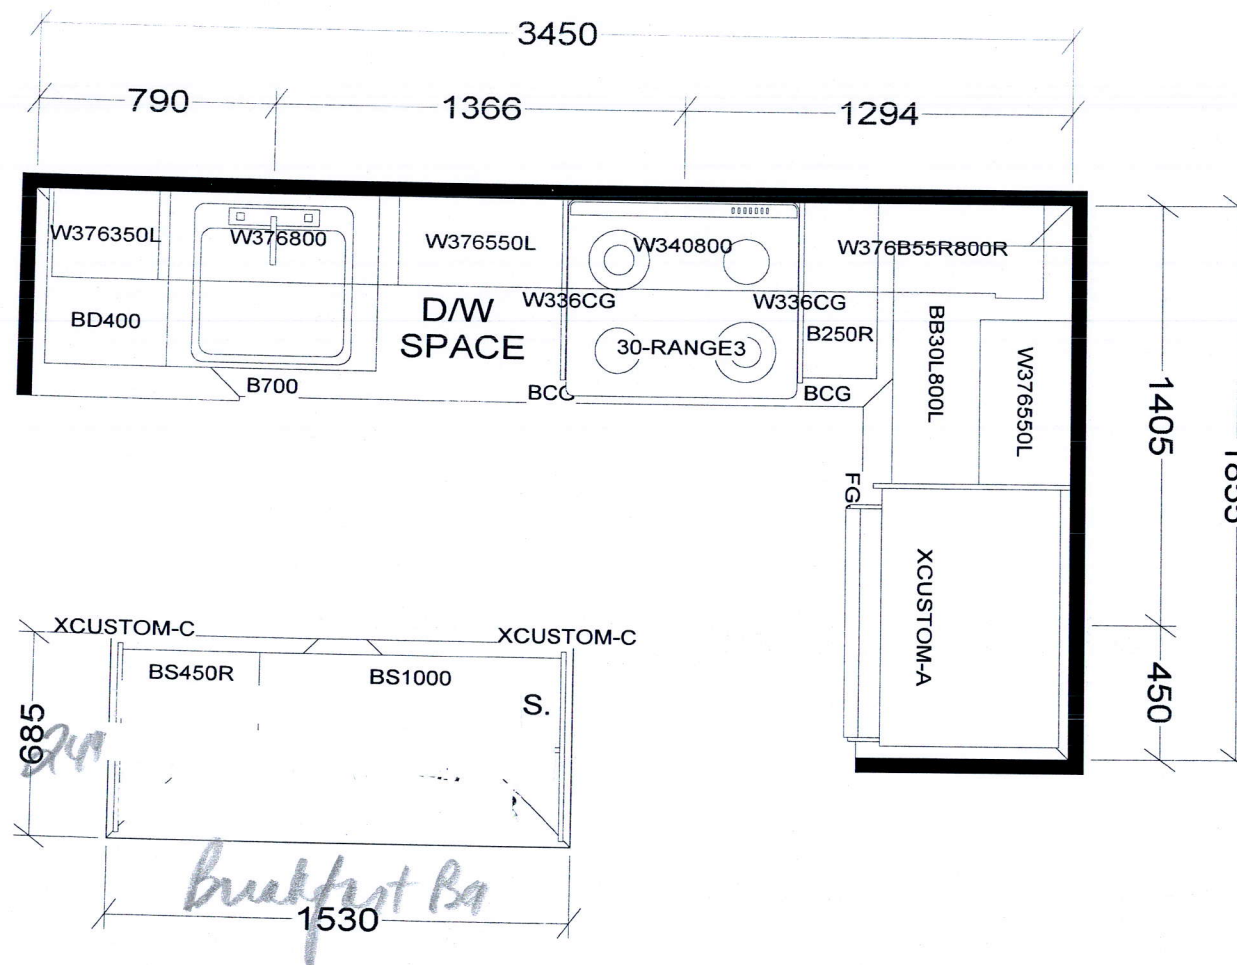 3450
790
1366
1294
W376350L
W376800
W376550L
W340800
W376B55R800R
W336CG
W336CG
BD400
D/W
SPACE
30-RANGE3
B250R
B700
BCG
BCG
BB30L800L
W376550L
1405
FG
XCUSTOM-A
450
XCUSTOM-C
XCUSTOM-C
BS450R
BS1000
S.
685
1530